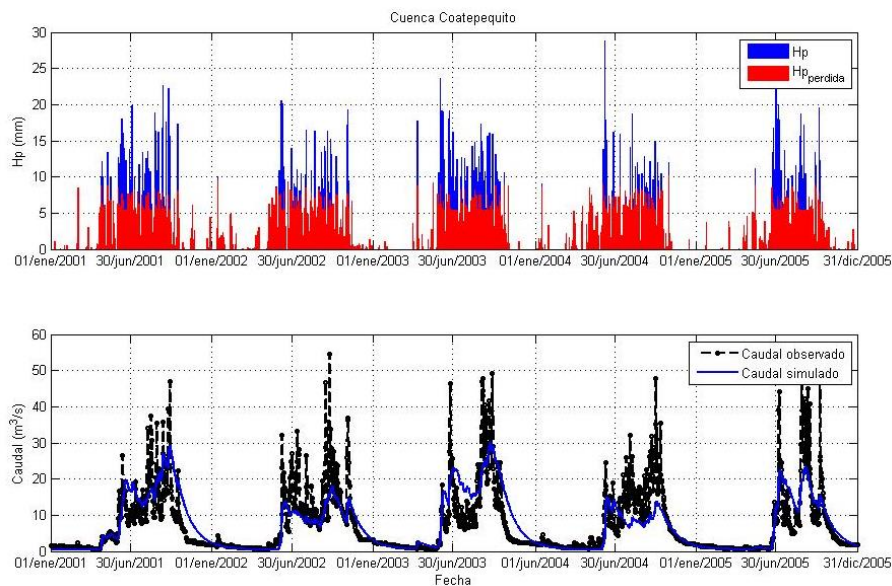 Cuenca Coatepequito
30
25
20
15
10
5
0
Hp (mm)
Hp
Hp perdida
01/ene/2001 30/jun/2001 01/ene/2002 30/jun/2002 01/ene/2003 30/jun/2003 01/ene/2004 30/jun/2004 01/ene/2005 30/jun/2005 31/dic/2005
60
50
40
30
20
10
0
Caudal (m³/s)
Caudal observado
Caudal simulado
01/ene/2001 30/jun/2001 01/ene/2002 30/jun/2002 01/ene/2003 30/jun/2003 01/jun/2004 30/jun/2004 01/ene/2005 30/jun/2005 31/dic/2005
Fecha